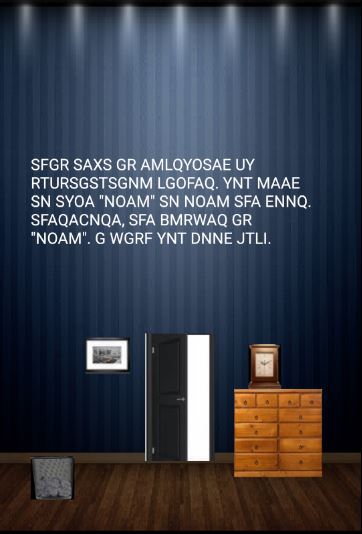 SFGR SAXS GR AMLQYOSAE UY
RTURSGSTSGNM LGOFAQ. YNT MAAE
SN SYOA "NOAM" SN NOAM SFA ENNQ.
SFAQACNQA, SFA BMRWAQ GR
"NOAM". G WGRF YNT DNNE JTLI.